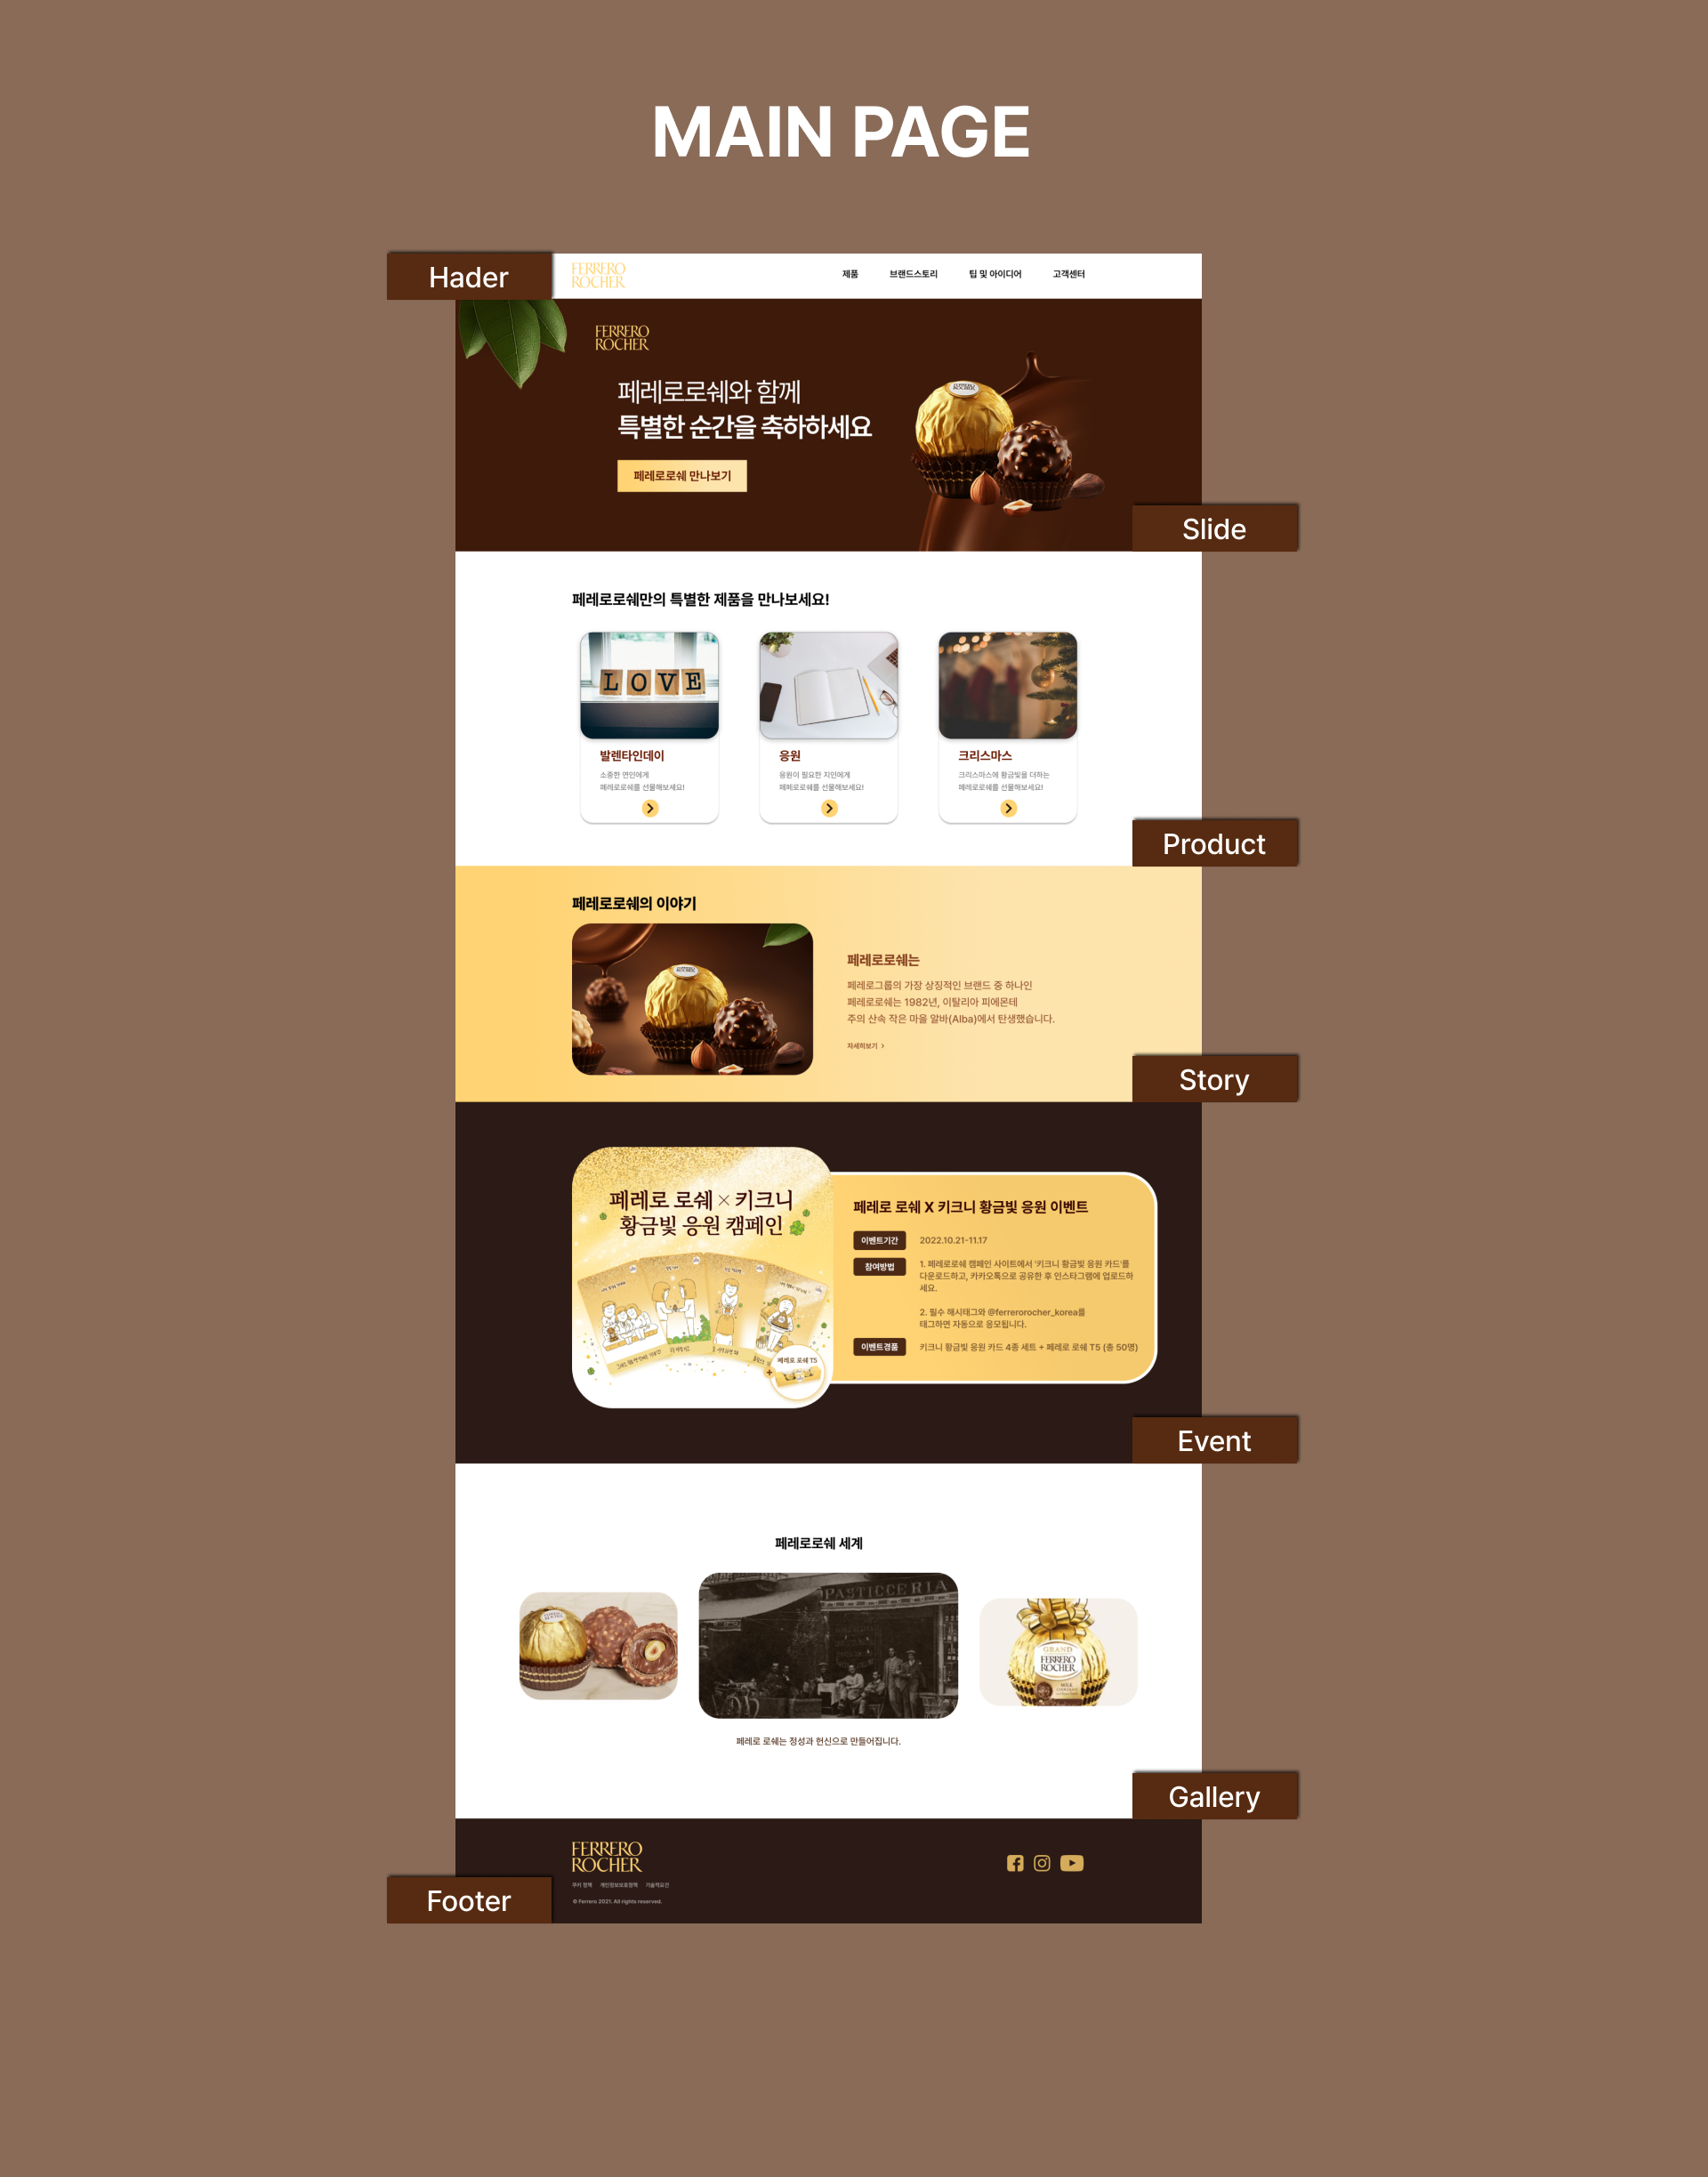 MAIN PAGE
Hader
FERRERO
ROCHER
제품 브랜드스토리 팁 및 아이디어 고객센터
FERRERO
ROCHER
페레로로쉐와 함께
특별한 순간을 축하하세요
페레로로쉐 만나보기
Slide
페레로로쉐만의 특별한 제품을 만나보세요!
LOVE
발렌타인데이
소중한 연인에게
페레로로쉐를 선물해보세요!
응원
응원이 필요한 지인에게
페페로로쉐를 선물해보세요!
크리스마스
크리스마스에 황금빛을 더하는
페레로로쉐를 선물해보세요!
Product
페레로로쉐의 이야기
페레로로쉐는
페레로그룹의 가장 상징적인 브랜드 중 하나인
페레로로쉐는 1982년, 이탈리아 피에몬테
주의 산속 작은 마을 알바(Alba)에서 탄생했습니다.
자세히보기 >
Story
페레로 로쉐 × 키크니
황금빛 응원 캠페인
페레로 로쉐 T5
페레로 로쉐 X 키크니 황금빛 응원 이벤트
이벤트기간 2022.10.21-11.17
참여방법 1. 페레로로쉐 캠페인 사이트에서 '키크니 황금빛 응원 카드'를
다운로드하고, 카카오톡으로 공유한 후 인스타그램에 업로드하
세요.
2. 필수 해시태그와 @ferrerorocher_korea를
태그하면 자동으로 응모됩니다.
이벤트경품 키크니 황금빛 응원 카드 4종 세트 + 페레로 로쉐 T5 (총 50명)
Event
페레로로쉐 세계
PASTICCERIA
GRAND
FERRERO
ROCHER
MILK
페레로 로쉐는 정성과 헌신으로 만들어집니다.
Gallery
FERRERO
ROCHER
쿠키 정책 개인정보보호정책 기술적요건
© Ferrero 2021. All rights reserved.
Footer